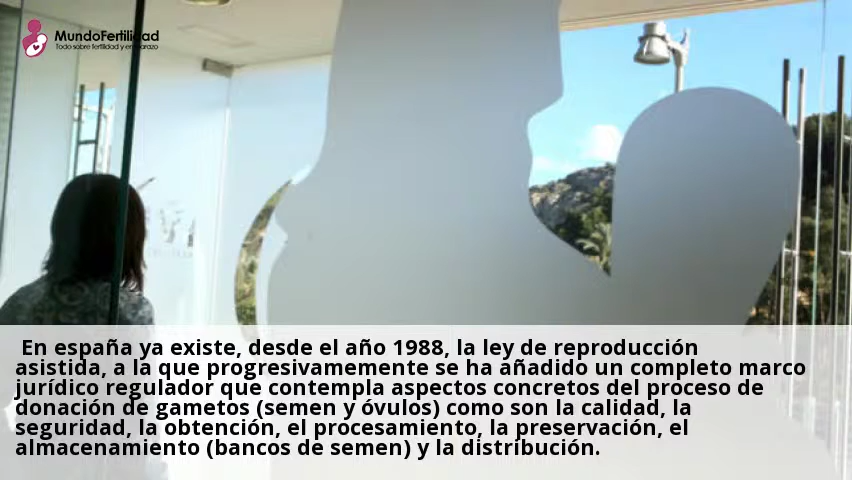 MundoFertilidad
Todo sobre fertilidad y embarazo
En españa ya existe, desde el año 1988, la ley de reproducción
asistida, a la que progresivamemente se ha añadido un completo marco
jurídico regulador que contempla aspectos concretos del proceso de
donación de gametos (semen y óvulos) como son la calidad, la
seguridad, la obtención, el procesamiento, la preservación, el
almacenamiento (bancos de semen) y la distribución.